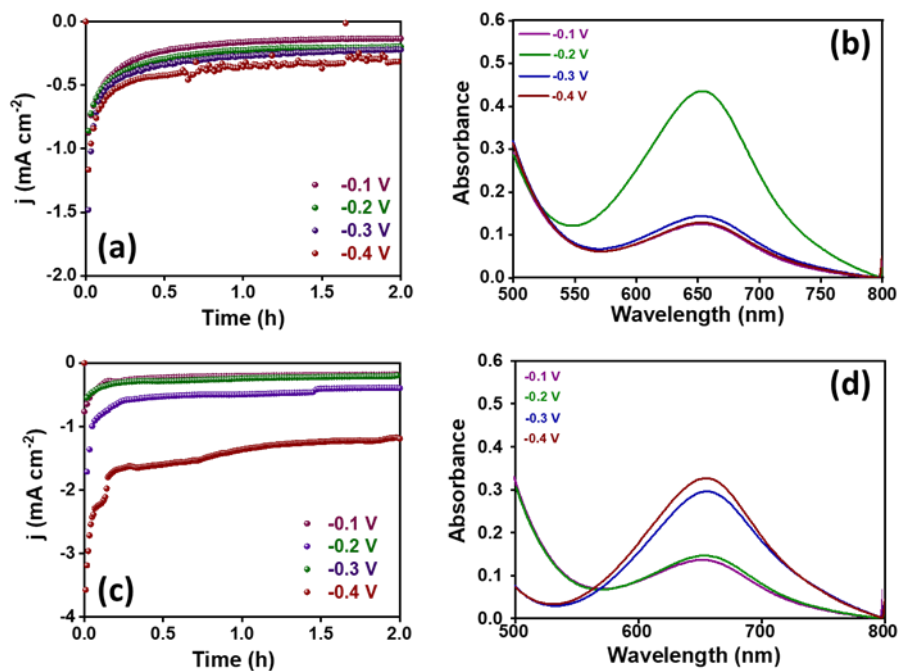 (a)
j (mA cm⁻²)
0.0
-0.5
-1.0
-1.5
-2.0
-0.1 V
-0.2 V
-0.3 V
-0.4 V
0.0 0.5 1.0 1.5 2.0
Time (h)
(b)
Absorbance
0.6
0.5
0.4
0.3
0.2
0.1
0.0
-0.1 V
-0.2 V
-0.3 V
-0.4 V
500 550 600 650 700 750 800
Wavelength (nm)
(c)
j (mA cm⁻²)
0
-1
-2
-3
-4
-0.1 V
-0.2 V
-0.3 V
-0.4 V
0.0 0.5 1.0 1.5 2.0
Time (h)
(d)
Absorbance
0.6
0.5
0.4
0.3
0.2
0.1
0.0
-0.1 V
-0.2 V
-0.3 V
-0.4 V
500 600 700 800
Wavelength (nm)